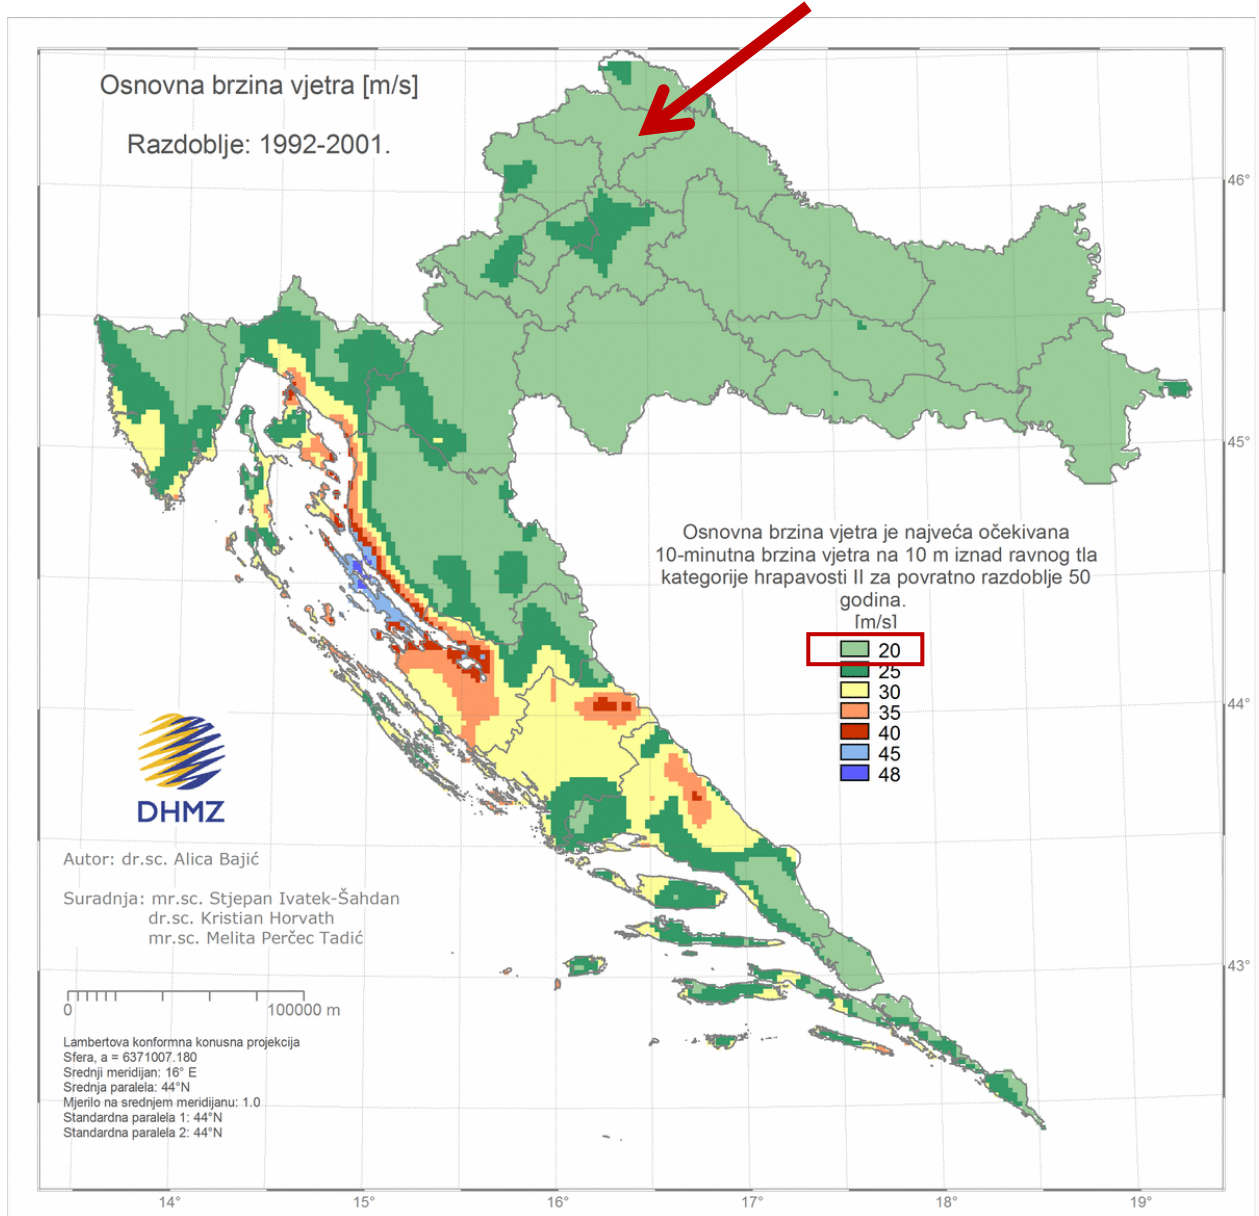 Osnovna brzina vjetra [m/s]
Razdoblje: 1992-2001.
46°
45°
Osnovna brzina vjetra je najveća očekivana
10-minutna brzina vjetra na 10 m iznad ravnog tla
kategorije hrapavosti II za povratno razdoblje 50
godina.
[m/s]
20
25
30
35
40
45
48
44°
DHMZ
Autor: dr.sc. Alica Bajić
Suradnja: mr.sc. Stjepan Ivatek-Šahdan
dr.sc. Kristian Horvath
mr.sc. Melita Perčec Tadić
43°
0 100000 m
Lambertova konformna konusna projekcija
Sfera, a = 6371007.180
Srednji meridijan: 16° E
Srednja paralela: 44°N
Mjerilo na srednjem meridijanu: 1.0
Standardna paralela 1: 44°N
Standardna paralela 2: 44°N
14° 15° 16° 17° 18° 19°